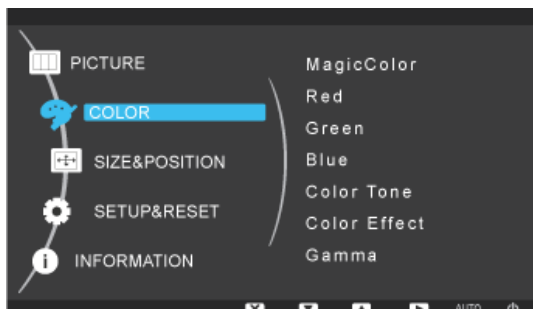 PICTURE
COLOR
SIZE&POSITION
SETUP&RESET
INFORMATION
MagicColor
Red
Green
Blue
Color Tone
Color Effect
Gamma
AUTO